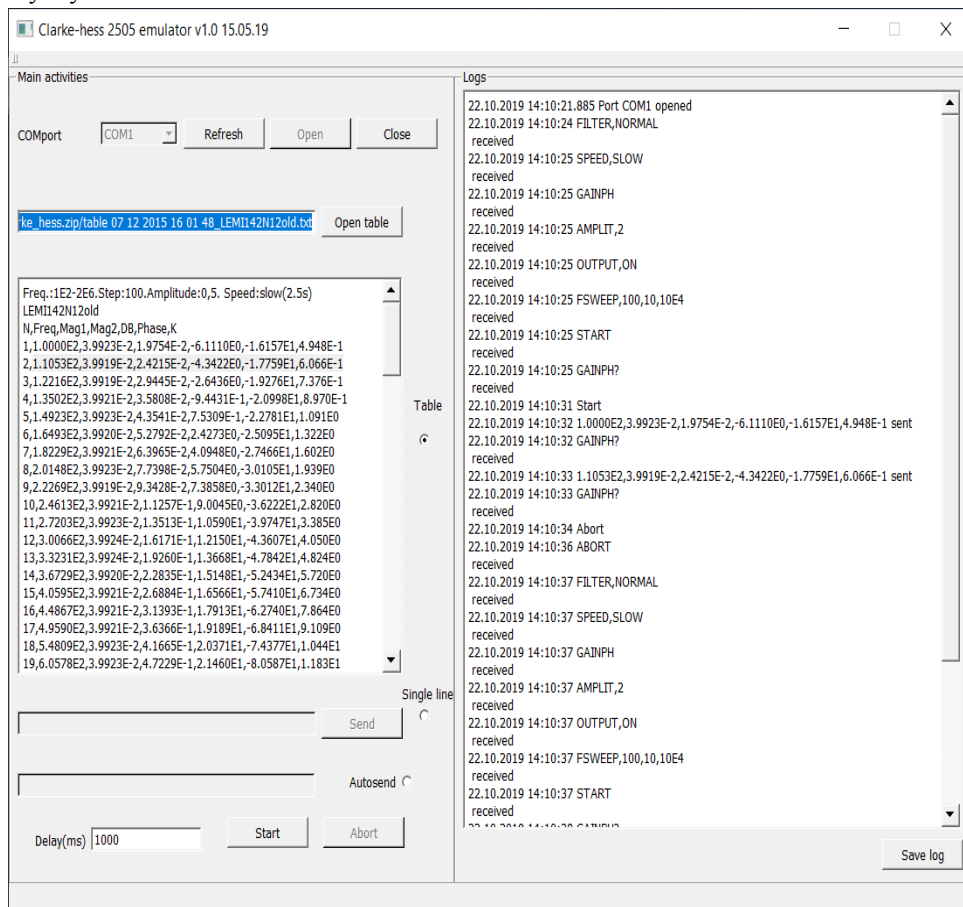 Clarke-hess 2505 emulator v1.0 15.05.19
Main activities
COMport
COM1
Refresh
Open
Close
rke_hess.zip/table 07 12 2015 16 01 48_LEMI142N12old.txt
Open table
Freq.:1E2-2E6.Step:100.Amplitude:0,5. Speed:slow(2.5s)
LEMI142N12old
N,Freq,Mag1,Mag2,DB,Phase,K
1,1.0000E2,3.9923E-2,1.9754E-2,-6.1110E0,-1.6157E1,4.948E-1
2,1.1053E2,3.9919E-2,2.4215E-2,-4.3422E0,-1.7759E1,6.066E-1
3,1.2216E2,3.9919E-2,2.9445E-2,-2.6436E0,-1.9276E1,7.376E-1
4,1.3502E2,3.9921E-2,3.5808E-2,-9.4431E-1,-2.0998E1,8.970E-1
5,1.4923E2,3.9923E-2,4.3541E-2,7.5309E-1,-2.2781E1,1.091E0
6,1.6493E2,3.9920E-2,5.2792E-2,2.4273E0,-2.5095E1,1.322E0
7,1.8229E2,3.9921E-2,6.3965E-2,4.0948E0,-2.7466E1,1.602E0
8,2.0148E2,3.9923E-2,7.7398E-2,5.7504E0,-3.0105E1,1.939E0
9,2.2269E2,3.9919E-2,9.3428E-2,7.3858E0,-3.3012E1,2.340E0
10,2.4613E2,3.9921E-2,1.1257E-1,9.0045E0,-3.6222E1,2.820E0
11,2.7203E2,3.9923E-2,1.3513E-1,1.0590E1,-3.9747E1,3.385E0
12,3.0066E2,3.9924E-2,1.6171E-1,1.2150E1,-4.3607E1,4.050E0
13,3.3231E2,3.9924E-2,1.9260E-1,1.3668E1,-4.7842E1,4.824E0
14,3.6729E2,3.9920E-2,2.2835E-1,1.5148E1,-5.2434E1,5.720E0
15,4.0595E2,3.9921E-2,2.6884E-1,1.6566E1,-5.7410E1,6.734E0
16,4.4867E2,3.9921E-2,3.1393E-1,1.7913E1,-6.2740E1,7.864E0
17,4.9590E2,3.9921E-2,3.6366E-1,1.9189E1,-6.8411E1,9.109E0
18,5.4809E2,3.9923E-2,4.1665E-1,2.0371E1,-7.4377E1,1.044E1
19,6.0578E2,3.9923E-2,4.7229E-1,2.1460E1,-8.0587E1,1.183E1
Table
Single line
Send
Autosend
Delay(ms)
1000
Start
Abort
Logs
22.10.2019 14:10:21.885 Port COM1 opened
22.10.2019 14:10:24 FILTER,NORMAL
received
22.10.2019 14:10:25 SPEED,SLOW
received
22.10.2019 14:10:25 GAINPH
received
22.10.2019 14:10:25 AMPLIT,2
received
22.10.2019 14:10:25 OUTPUT,ON
received
22.10.2019 14:10:25 FSWEEP,100,10,10E4
received
22.10.2019 14:10:25 START
received
22.10.2019 14:10:25 GAINPH?
received
22.10.2019 14:10:31 Start
22.10.2019 14:10:32 1.0000E2,3.9923E-2,1.9754E-2,-6.1110E0,-1.6157E1,4.948E-1 sent
22.10.2019 14:10:32 GAINPH?
received
22.10.2019 14:10:33 1.1053E2,3.9919E-2,2.4215E-2,-4.3422E0,-1.7759E1,6.066E-1 sent
22.10.2019 14:10:33 GAINPH?
received
22.10.2019 14:10:34 Abort
22.10.2019 14:10:36 ABORT
received
22.10.2019 14:10:37 FILTER,NORMAL
received
22.10.2019 14:10:37 SPEED,SLOW
received
22.10.2019 14:10:37 GAINPH
received
22.10.2019 14:10:37 AMPLIT,2
received
22.10.2019 14:10:37 OUTPUT,ON
received
22.10.2019 14:10:37 FSWEEP,100,10,10E4
received
22.10.2019 14:10:37 START
received
Save log